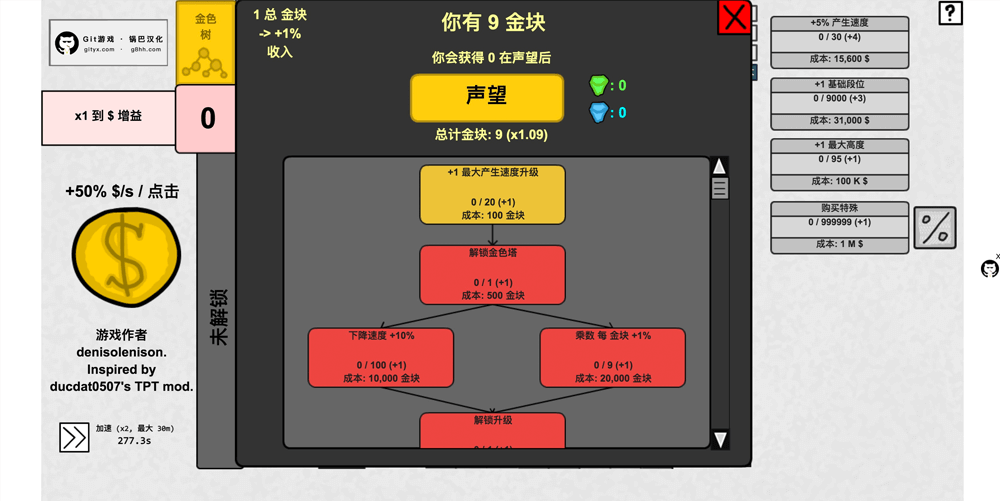 Git游戏 · 锅巴汉化
gityx.com · g8hh.com
x1 到 $ 增益
金色
树
0
+50% $/s / 点击
游戏作者
denisolenison.
Inspired by
ducdat0507's TPT mod.
加速 (x2, 最大 30m)
277.3s
未解锁
1 总 金块
-> +1%
收入
你有 9 金块
你会获得 0 在声望后
声望
: 0
: 0
总计金块: 9 (x1.09)
+1 最大产生速度升级
0 / 20 (+1)
成本: 100 金块
解锁金色塔
0 / 1 (+1)
成本: 500 金块
下降速度 +10%
0 / 100 (+1)
成本: 10,000 金块
乘数 每 金块 +1%
0 / 9 (+1)
成本: 20,000 金块
解锁升级
X
?
+5% 产生速度
0 / 30 (+4)
成本: 15,600 $
+1 基础段位
0 / 9000 (+3)
成本: 31,000 $
+1 最大高度
0 / 95 (+1)
成本: 100 K $
购买特殊
0 / 999999 (+1)
成本: 1 M $
%
x